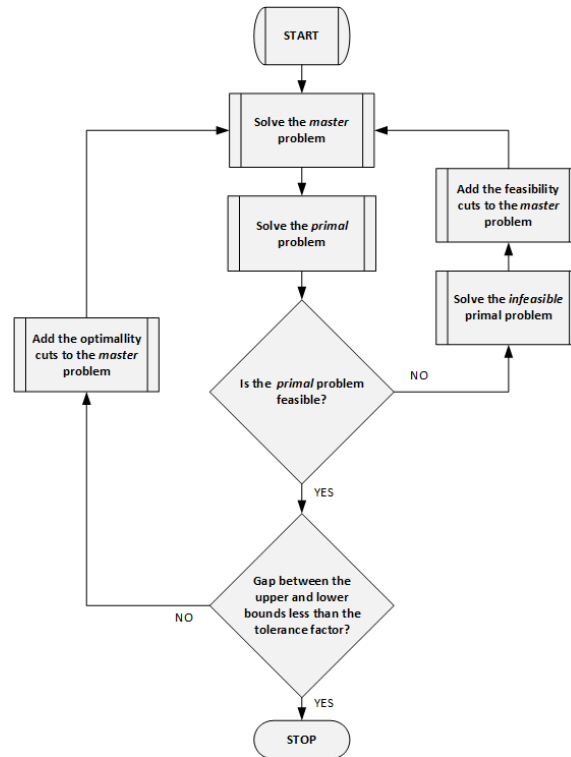 START
Solve the master
problem
Solve the primal
problem
Add the feasibility
cuts to the master
problem
Solve the infeasible
primal problem
Add the optimallity
cuts to the master
problem
Is the primal problem
feasible?
NO
YES
Gap between the
upper and lower
bounds less than the
tolerance factor?
NO
YES
STOP